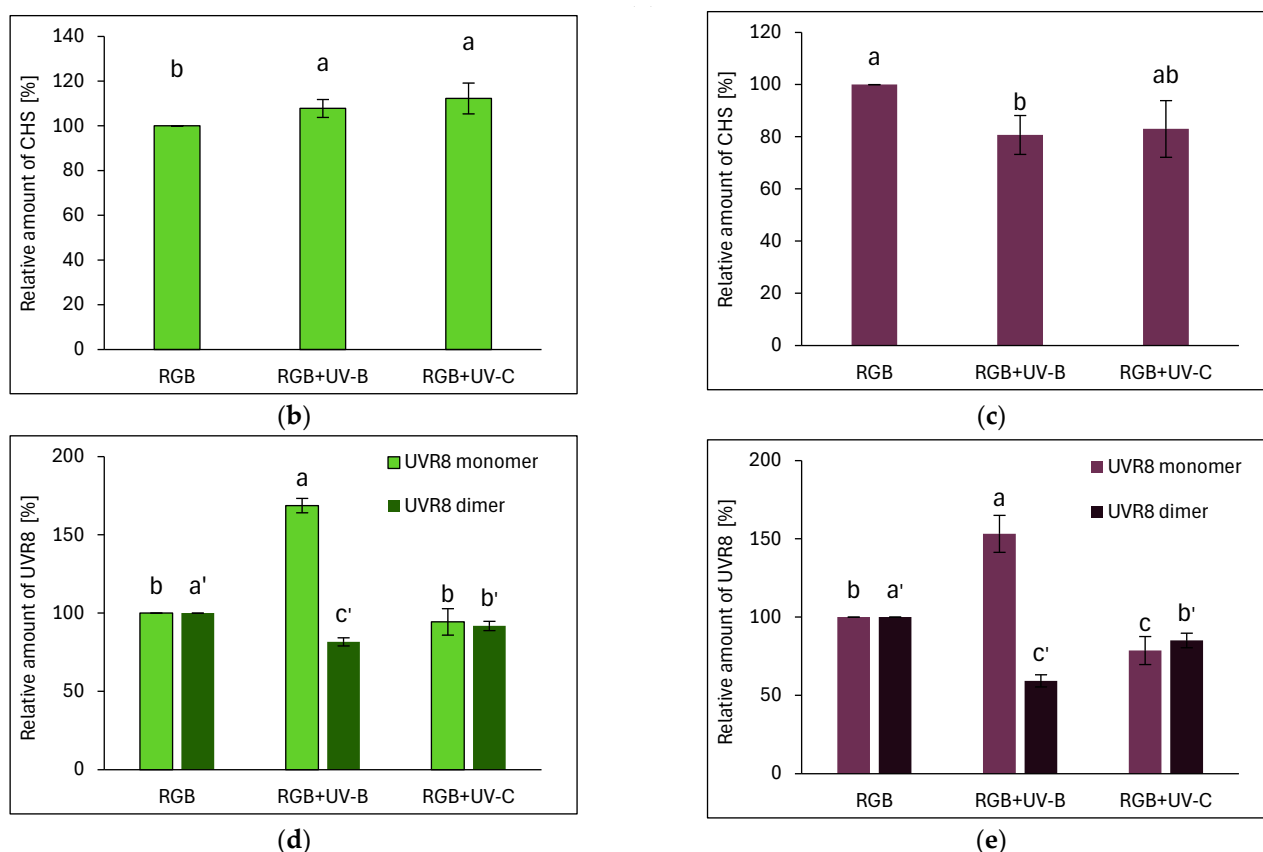 Relative amount of CHS [%]
140
120
100
80
60
40
20
0
b
a
a
RGB
RGB+UV-B
RGB+UV-C
(b)
Relative amount of CHS [%]
120
100
80
60
40
20
0
a
b
ab
RGB
RGB+UV-B
RGB+UV-C
(c)
Relative amount of UVR8 [%]
200
150
100
50
0
UVR8 monomer
UVR8 dimer
b
a'
a
c'
b
b'
RGB
RGB+UV-B
RGB+UV-C
(d)
Relative amount of UVR8 [%]
200
150
100
50
0
UVR8 monomer
UVR8 dimer
b
a'
a
c'
c
b'
RGB
RGB+UV-B
RGB+UV-C
(e)